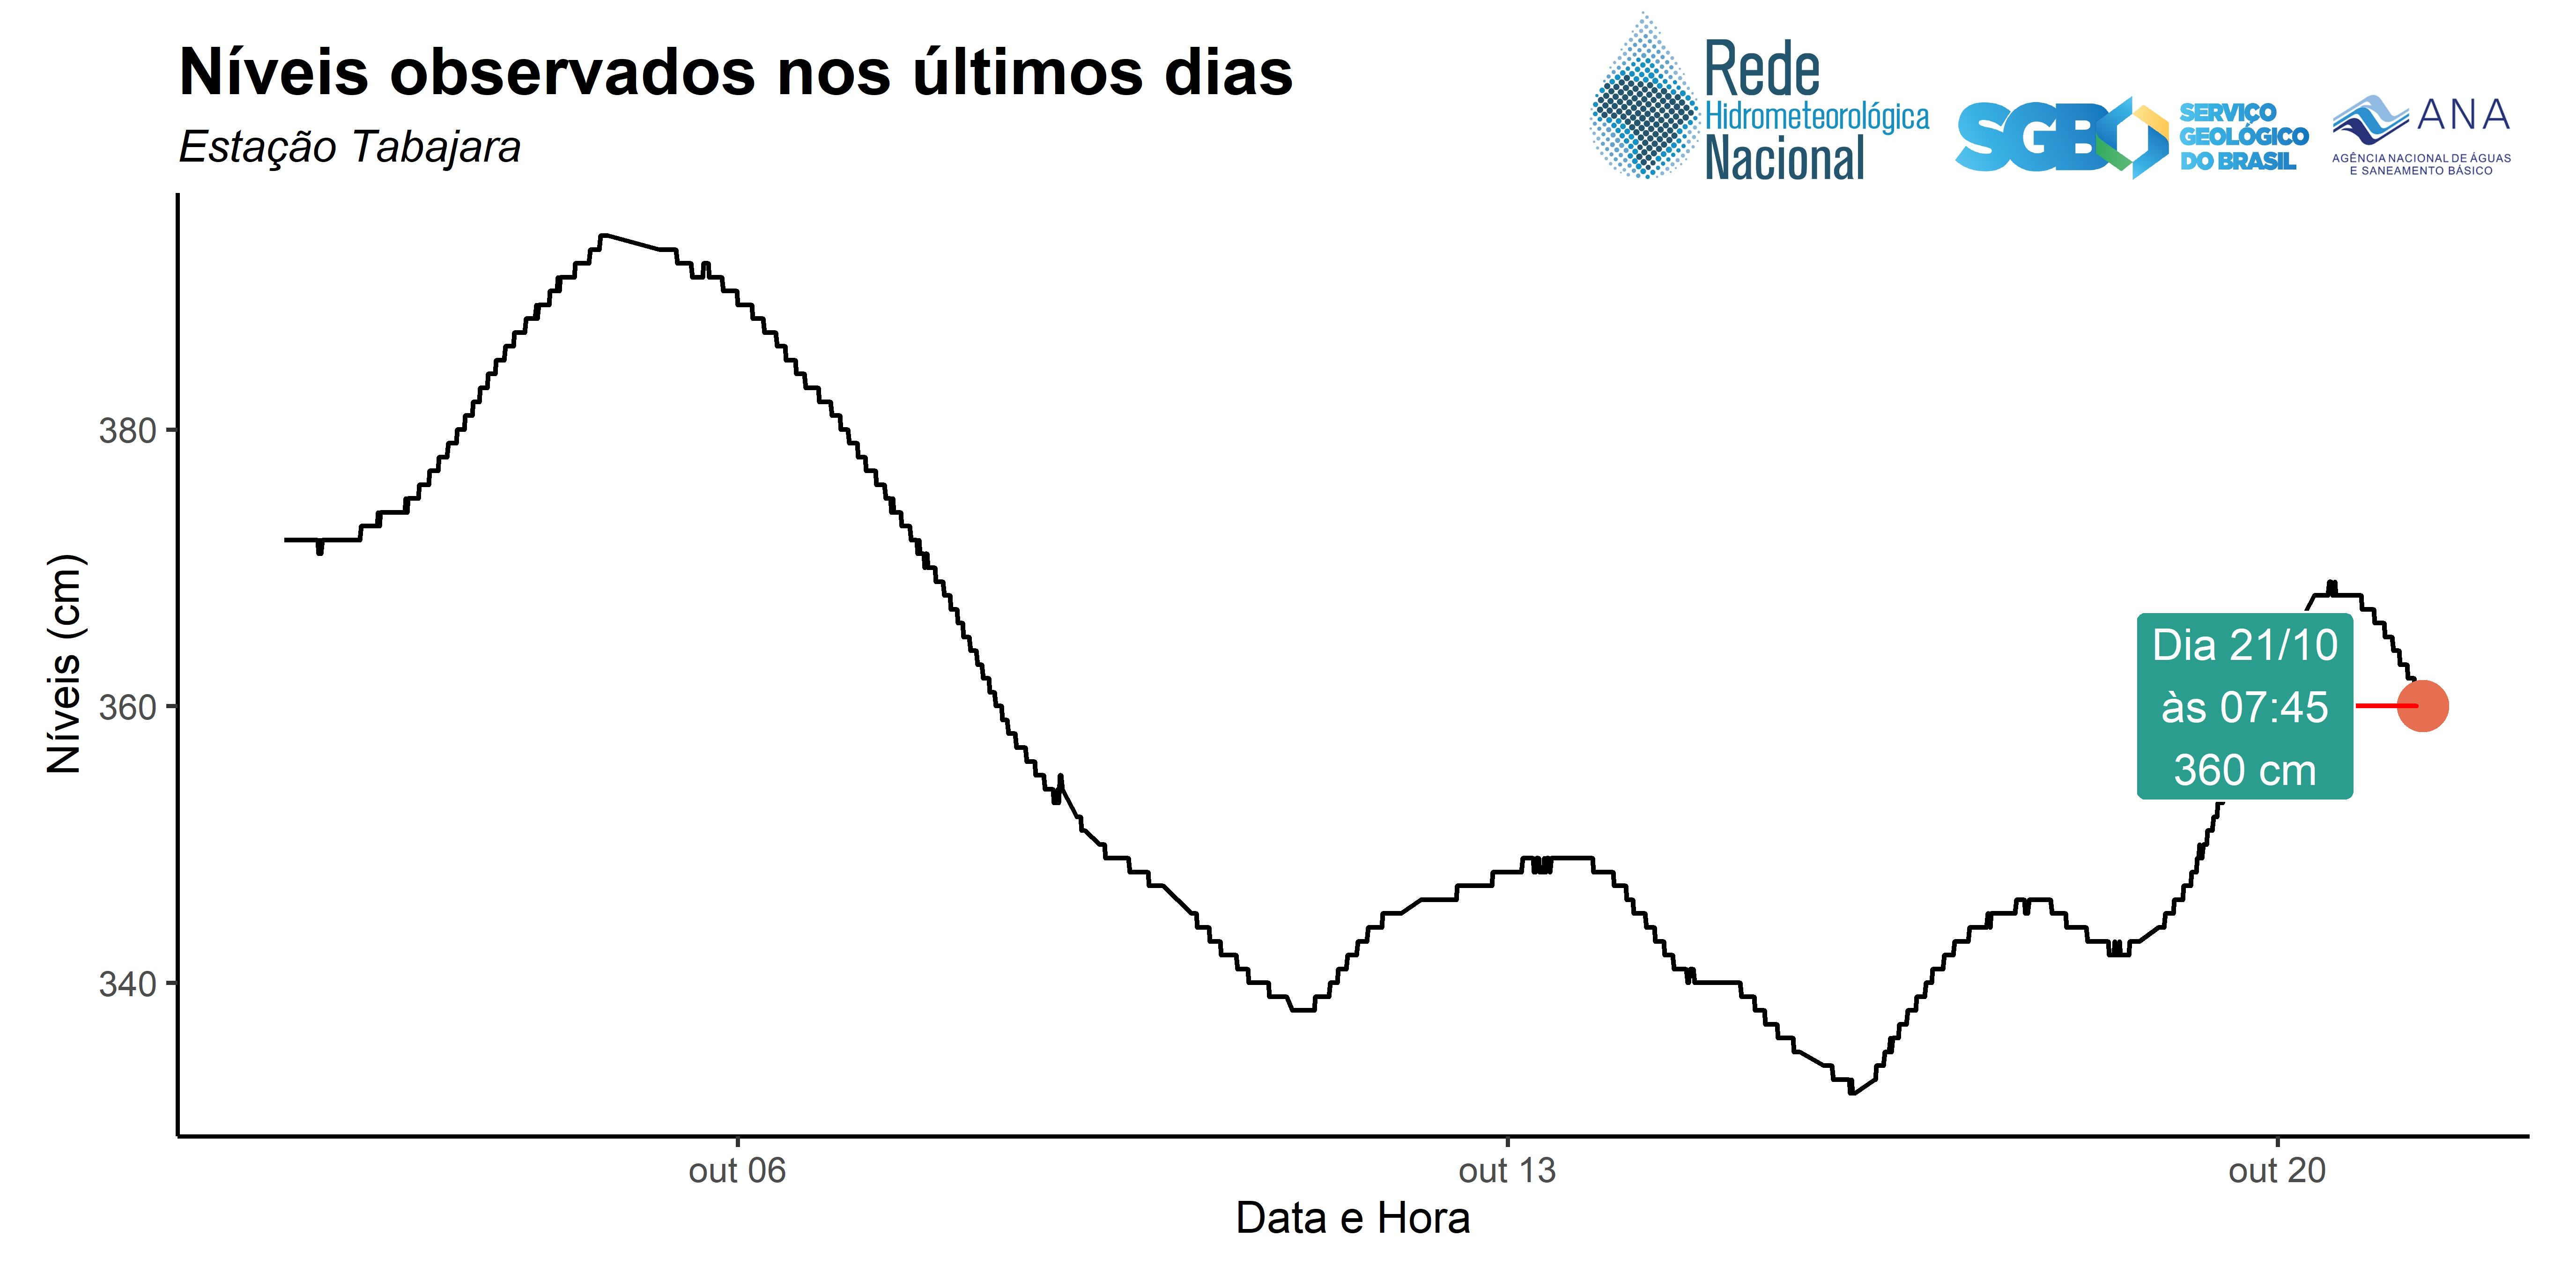 Níveis observados nos últimos dias
Estação Tabajara
Rede
Hidrometeorológica
Nacional
SGB
SERVIÇO
GEOLÓGICO
DO BRASIL
ANA
AGÊNCIA NACIONAL DE ÁGUAS
E SANEAMENTO BÁSICO
Níveis (cm)
380
360
340
Dia 21/10
às 07:45
360 cm
out 06
out 13
out 20
Data e Hora